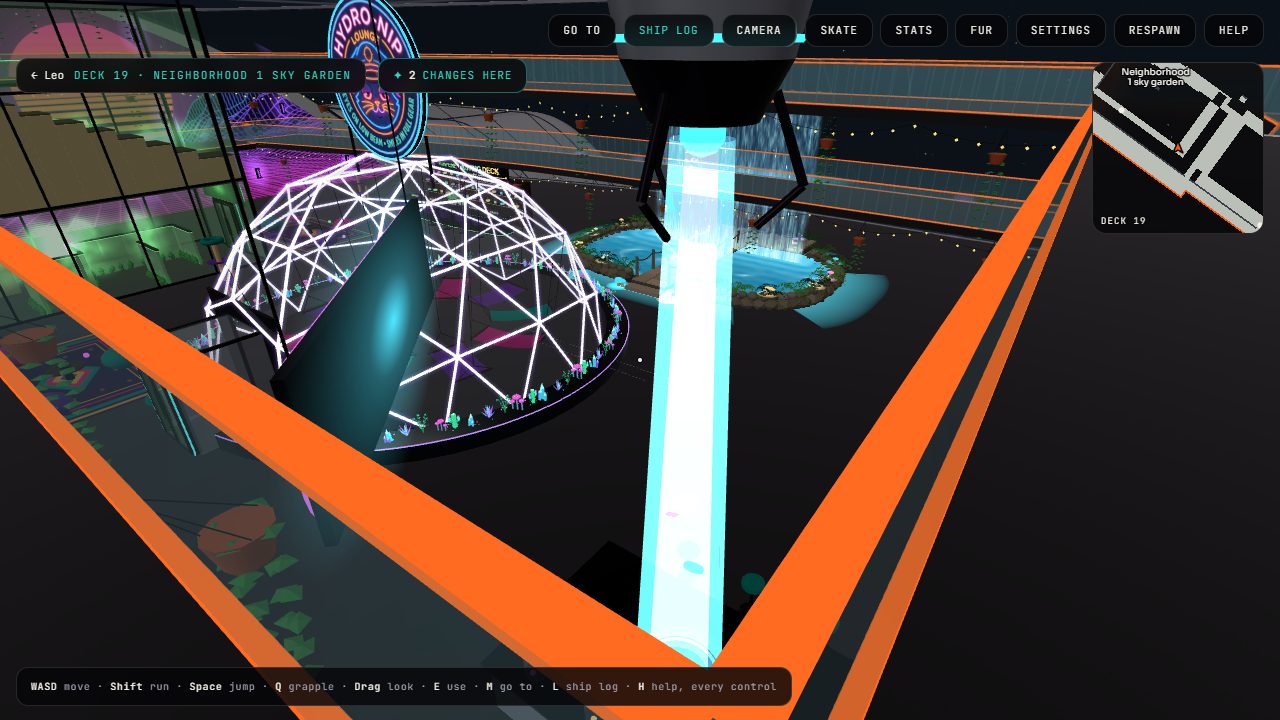 GO TO
SHIP LOG
CAMERA
SKATE
STATS
FUR
SETTINGS
RESPAWN
HELP
← Leo DECK 19 · NEIGHBORHOOD 1 SKY GARDEN
✦ 2 CHANGES HERE
HYDRO-NIP
LOUNGE
Neighborhood
1 sky garden
DECK 19
DECK
WASD move · Shift run · Space jump · Q grapple · Drag look · E use · M go to · L ship log · H help, every control